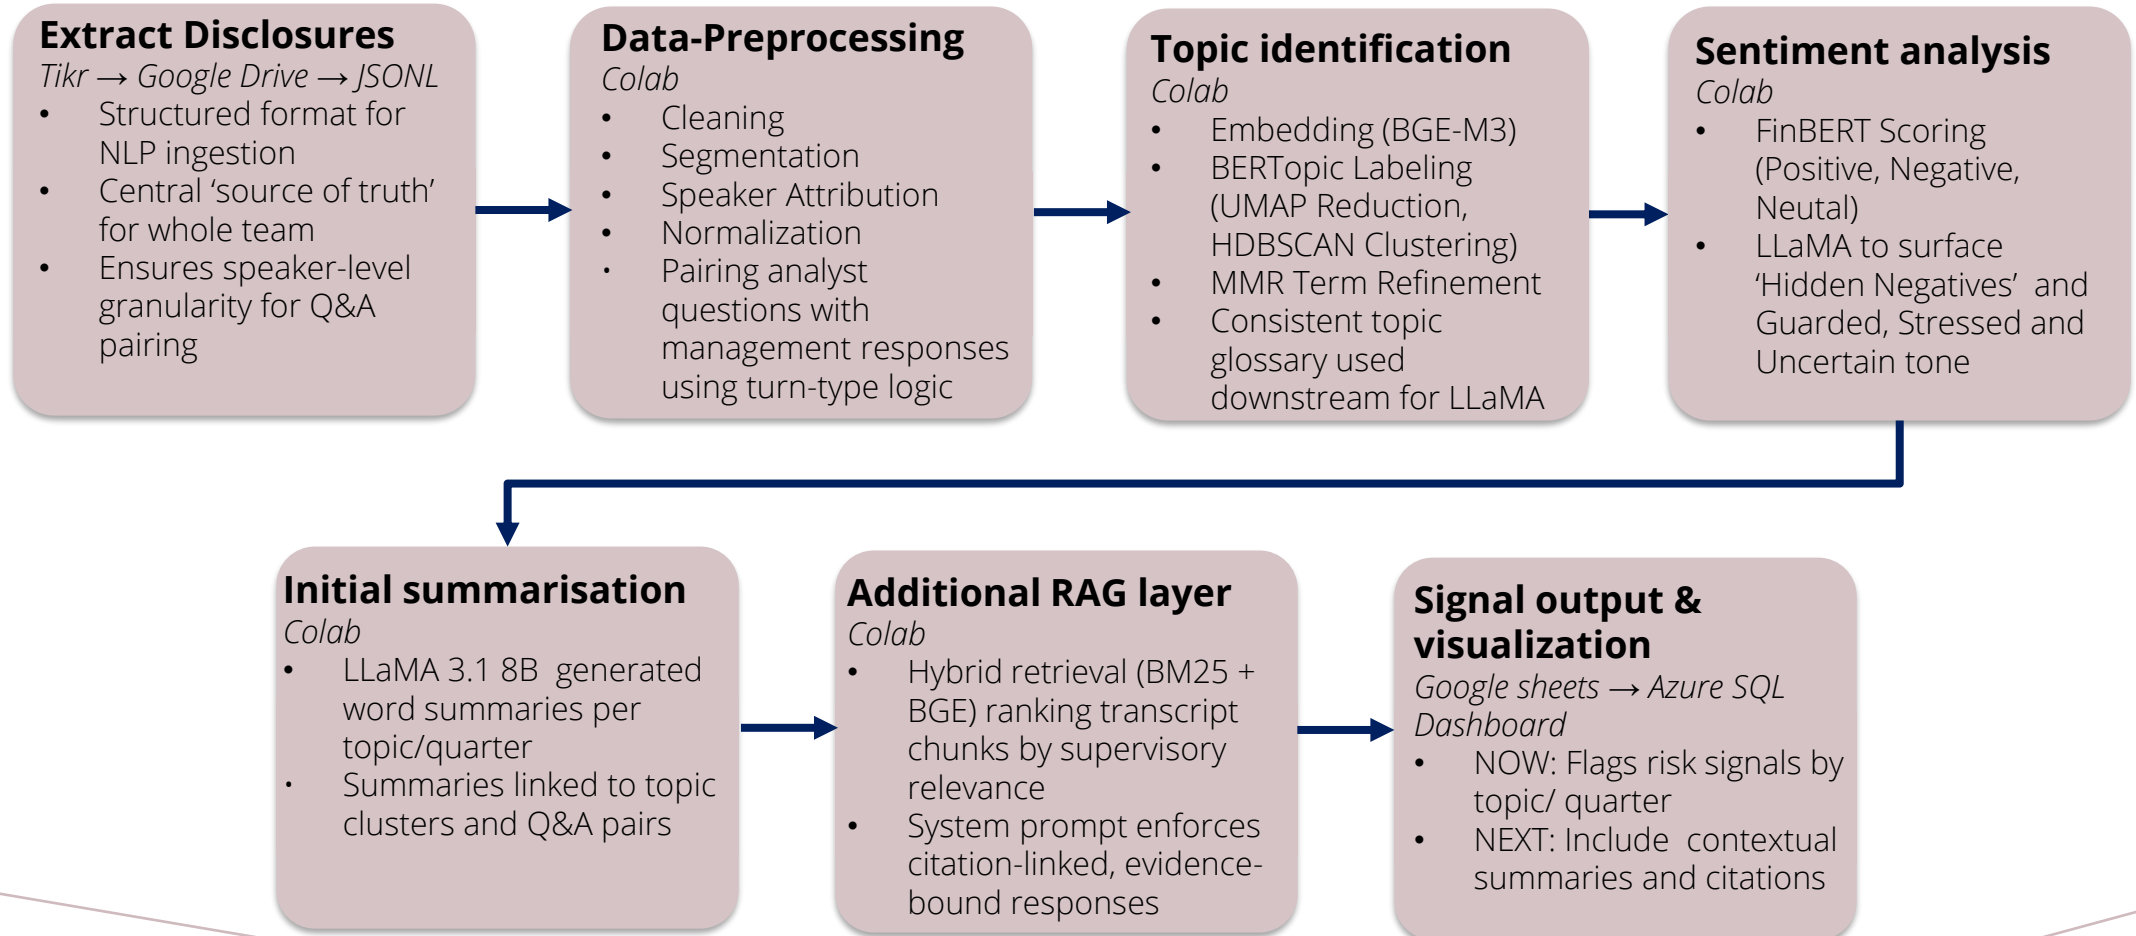 Extract Disclosures
Tikr → Google Drive → JSONL
• Structured format for
NLP ingestion
• Central ‘source of truth’
for whole team
• Ensures speaker-level
granularity for Q&A
pairing
Data-Preprocessing
Colab
• Cleaning
• Segmentation
• Speaker Attribution
• Normalization
• Pairing analyst
questions with
management responses
using turn-type logic
Topic identification
Colab
• Embedding (BGE-M3)
• BERTopic Labeling
(UMAP Reduction,
HDBSCAN Clustering)
• MMR Term Refinement
• Consistent topic
glossary used
downstream for LLaMA
Sentiment analysis
Colab
• FinBERT Scoring
(Positive, Negative,
Neutal)
• LLaMA to surface
‘Hidden Negatives’ and
Guarded, Stressed and
Uncertain tone
Initial summarisation
Colab
• LLaMA 3.1 8B generated
word summaries per
topic/quarter
• Summaries linked to topic
clusters and Q&A pairs
Additional RAG layer
Colab
• Hybrid retrieval (BM25 +
BGE) ranking transcript
chunks by supervisory
relevance
• System prompt enforces
citation-linked, evidence-
bound responses
Signal output &
visualization
Google sheets → Azure SQL
Dashboard
• NOW: Flags risk signals by
topic/ quarter
• NEXT: Include contextual
summaries and citations